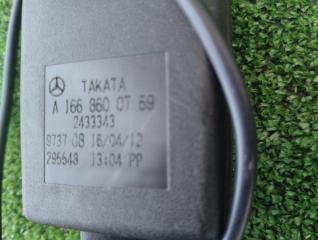 TAKATA
A 166 860 07 69
2433343
9737 08 16/04/12
295648 13:04 PP